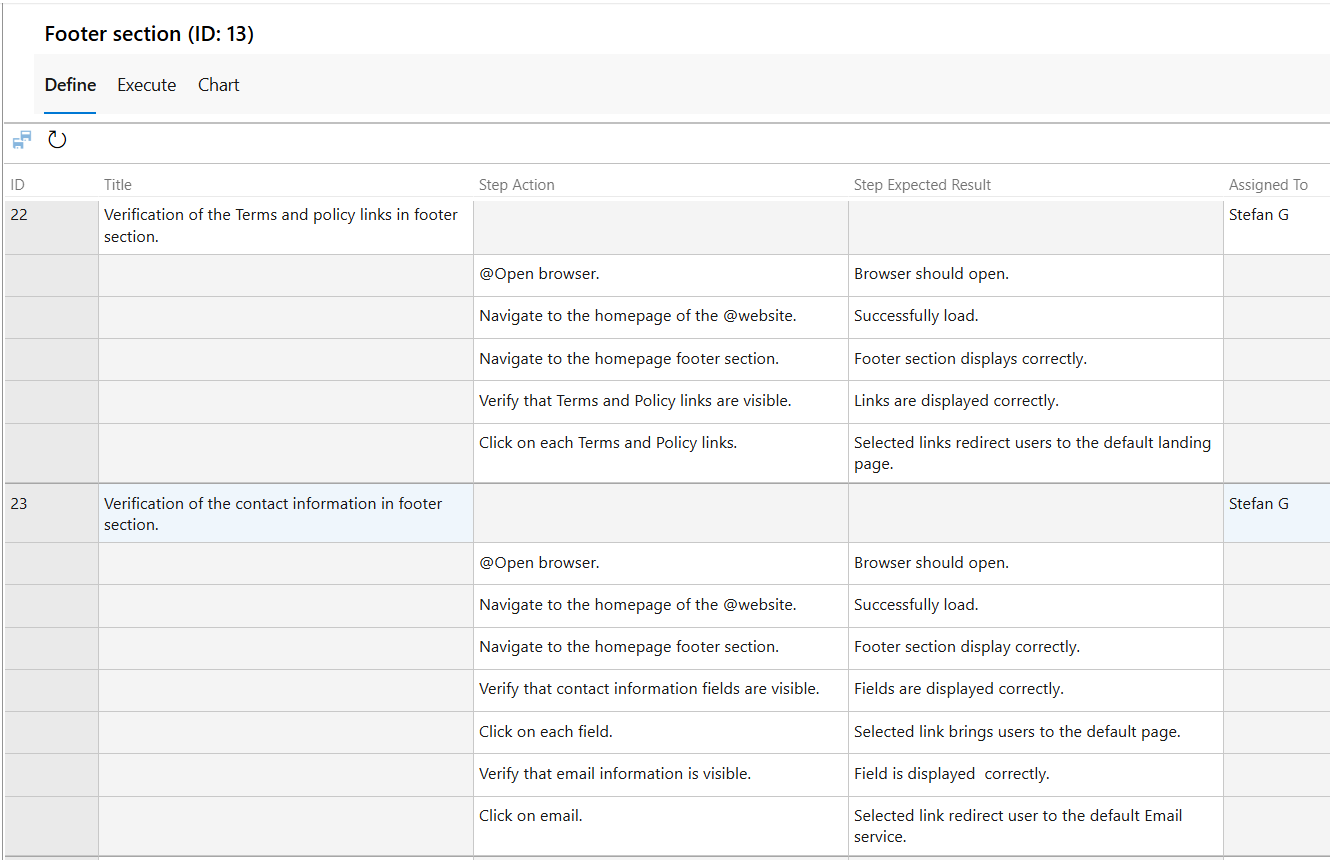 Footer section (ID: 13)
Define Execute Chart
ID Title Step Action Step Expected Result Assigned To
22 Verification of the Terms and policy links in footer Stefan G
section.
@Open browser. Browser should open.
Navigate to the homepage of the @website. Successfully load.
Navigate to the homepage footer section. Footer section displays correctly.
Verify that Terms and Policy links are visible. Links are displayed correctly.
Click on each Terms and Policy links. Selected links redirect users to the default landing
page.
23 Verification of the contact information in footer Stefan G
section.
@Open browser. Browser should open.
Navigate to the homepage of the @website. Successfully load.
Navigate to the homepage footer section. Footer section display correctly.
Verify that contact information fields are visible. Fields are displayed correctly.
Click on each field. Selected link brings users to the default page.
Verify that email information is visible. Field is displayed  correctly.
Click on email. Selected link redirect user to the default Email
service.